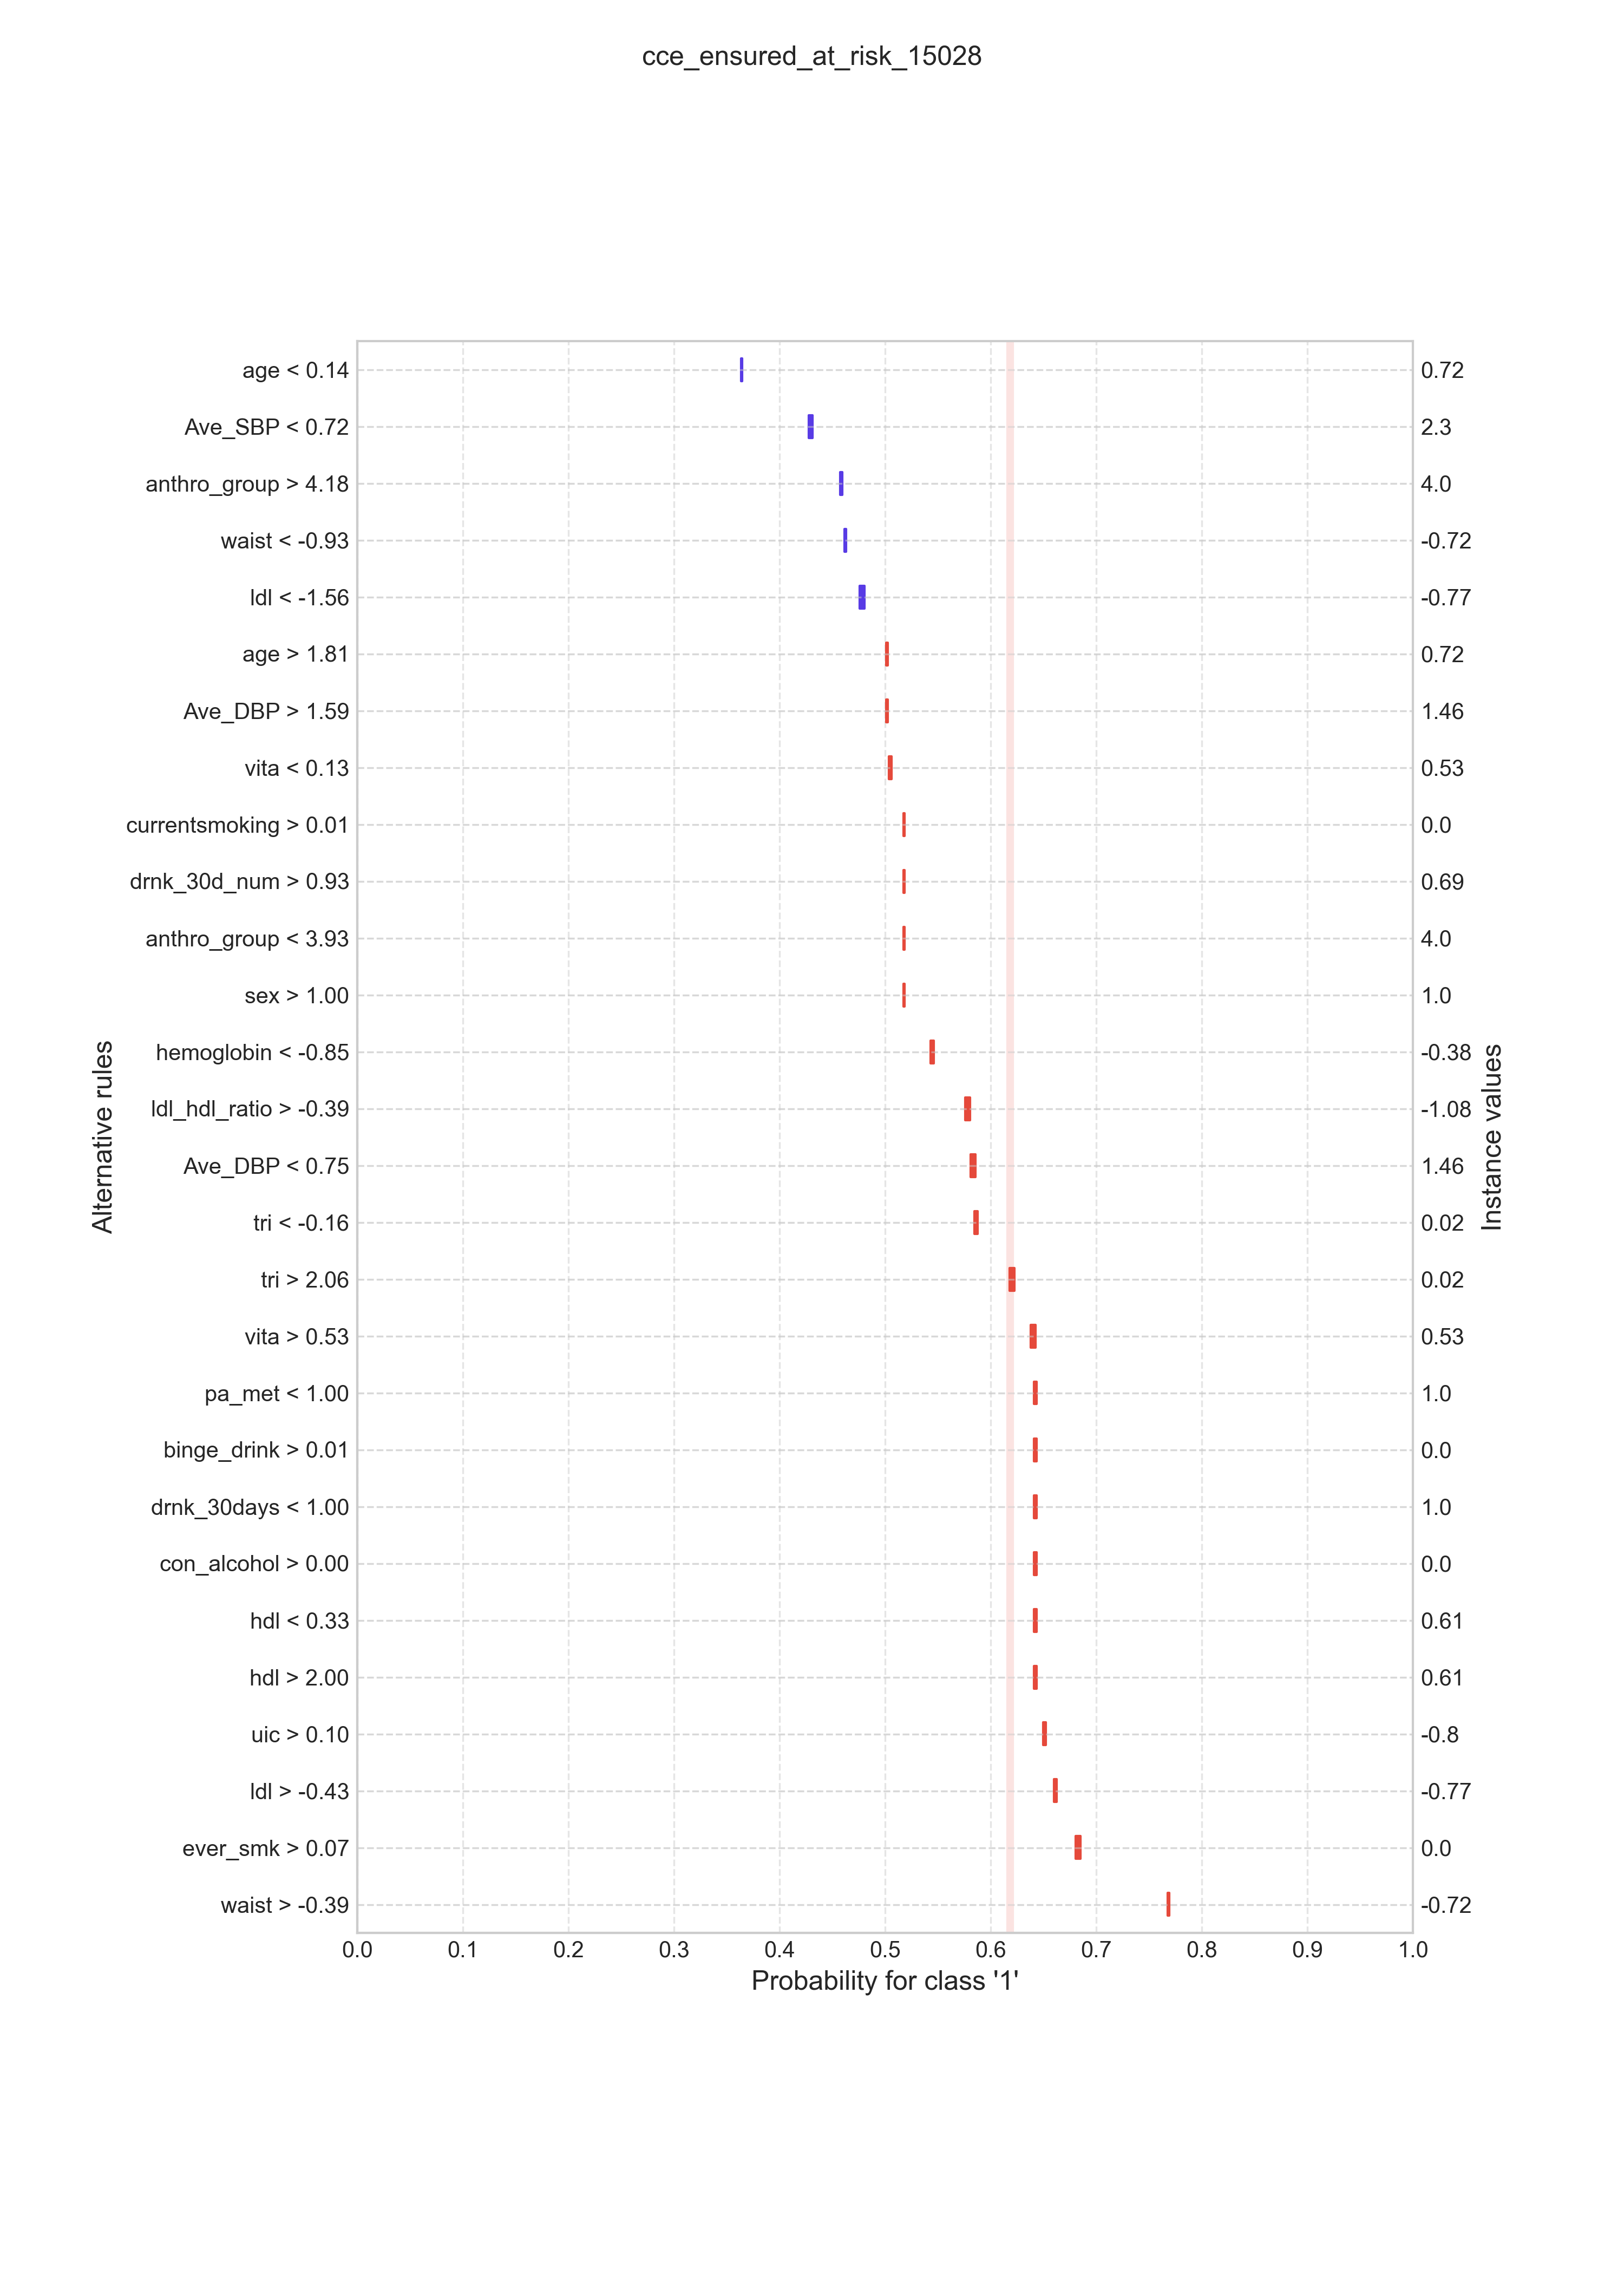 cce_ensured_at_risk_15028
age < 0.14 0.72
Ave_SBP < 0.72 2.3
anthro_group > 4.18 4.0
waist < -0.93 -0.72
ldl < -1.56 -0.77
age > 1.81 0.72
Ave_DBP > 1.59 1.46
vita < 0.13 0.53
currentsmoking > 0.01 0.0
drnk_30d_num > 0.93 0.69
anthro_group < 3.93 4.0
sex > 1.00 1.0
hemoglobin < -0.85 -0.38
ldl_hdl_ratio > -0.39 -1.08
Ave_DBP < 0.75 1.46
tri < -0.16 0.02
tri > 2.06 0.02
vita > 0.53 0.53
pa_met < 1.00 1.0
binge_drink > 0.01 0.0
drnk_30days < 1.00 1.0
con_alcohol > 0.00 0.0
hdl < 0.33 0.61
hdl > 2.00 0.61
uic > 0.10 -0.8
ldl > -0.43 -0.77
ever_smk > 0.07 0.0
waist > -0.39 -0.72
Alternative rules
Instance values
0.0 0.1 0.2 0.3 0.4 0.5 0.6 0.7 0.8 0.9 1.0
Probability for class '1'